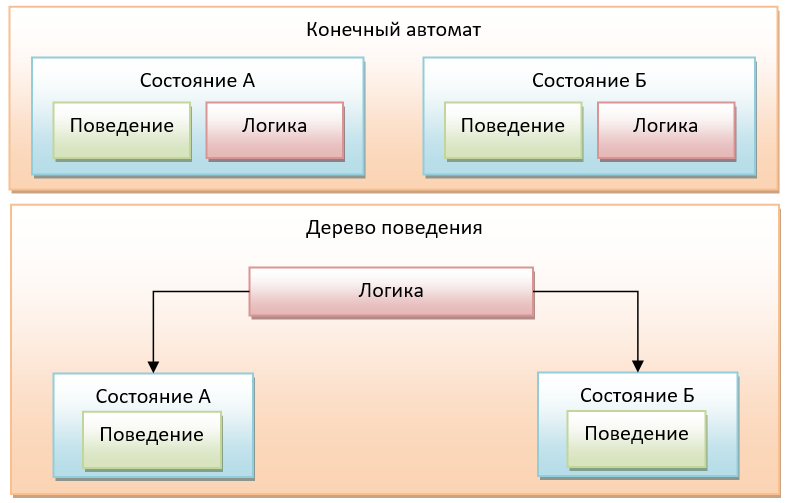 Конечный автомат
Состояние А
Состояние Б
Поведение
Логика
Поведение
Логика
Дерево поведения
Логика
Состояние А
Состояние Б
Поведение
Поведение